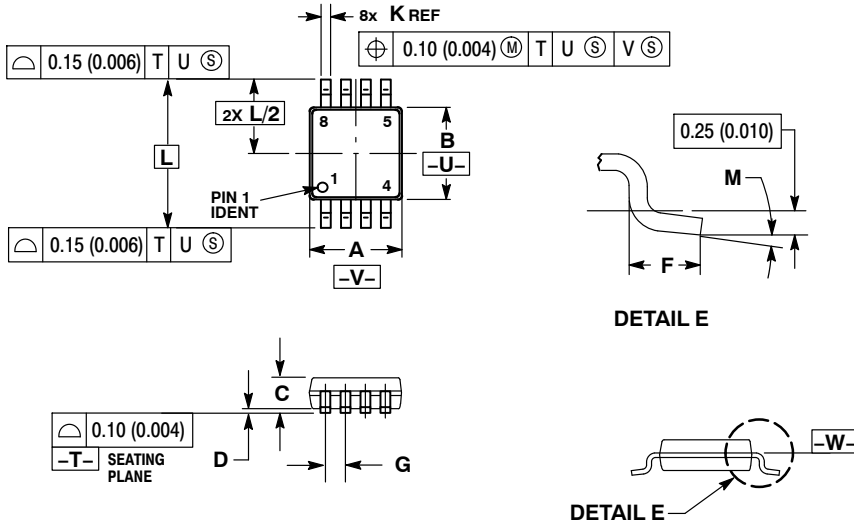 8x K REF
⌖ 0.10 (0.004) Ⓜ T U Ⓢ V Ⓢ
⌓ 0.15 (0.006) T U Ⓢ
2X L/2
8 5
B
–U–
L
PIN 1
IDENT
1 4
⌓ 0.15 (0.006) T U Ⓢ
A
–V–
0.25 (0.010)
M
F
DETAIL E
C
⌓ 0.10 (0.004)
–T– SEATING
PLANE
D
G
–W–
DETAIL E